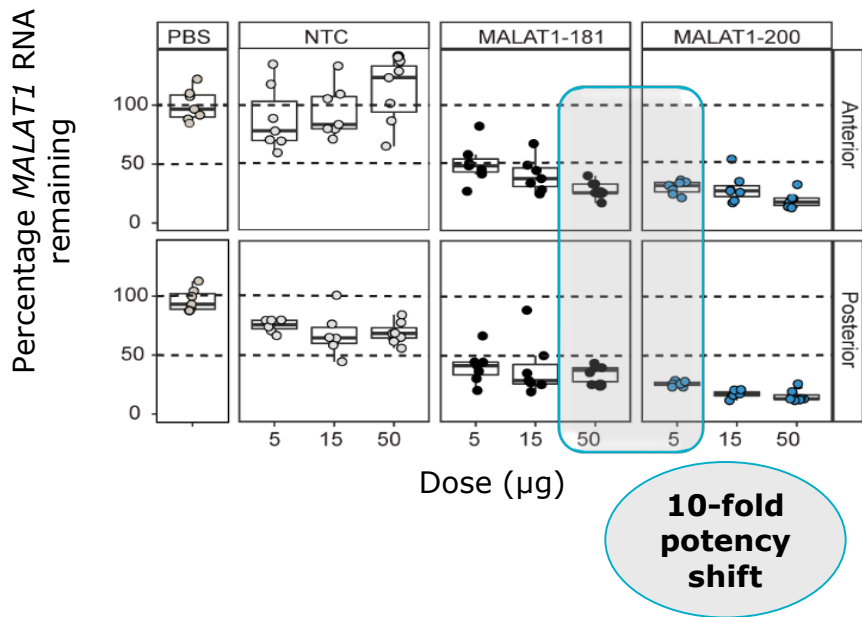 Percentage MALAT1 RNA
remaining
PBS
NTC
MALAT1-181
MALAT1-200
100
50
0
Anterior
100
50
0
Posterior
5 15 50 5 15 50 5 15 50
Dose (µg)
10-fold
potency
shift